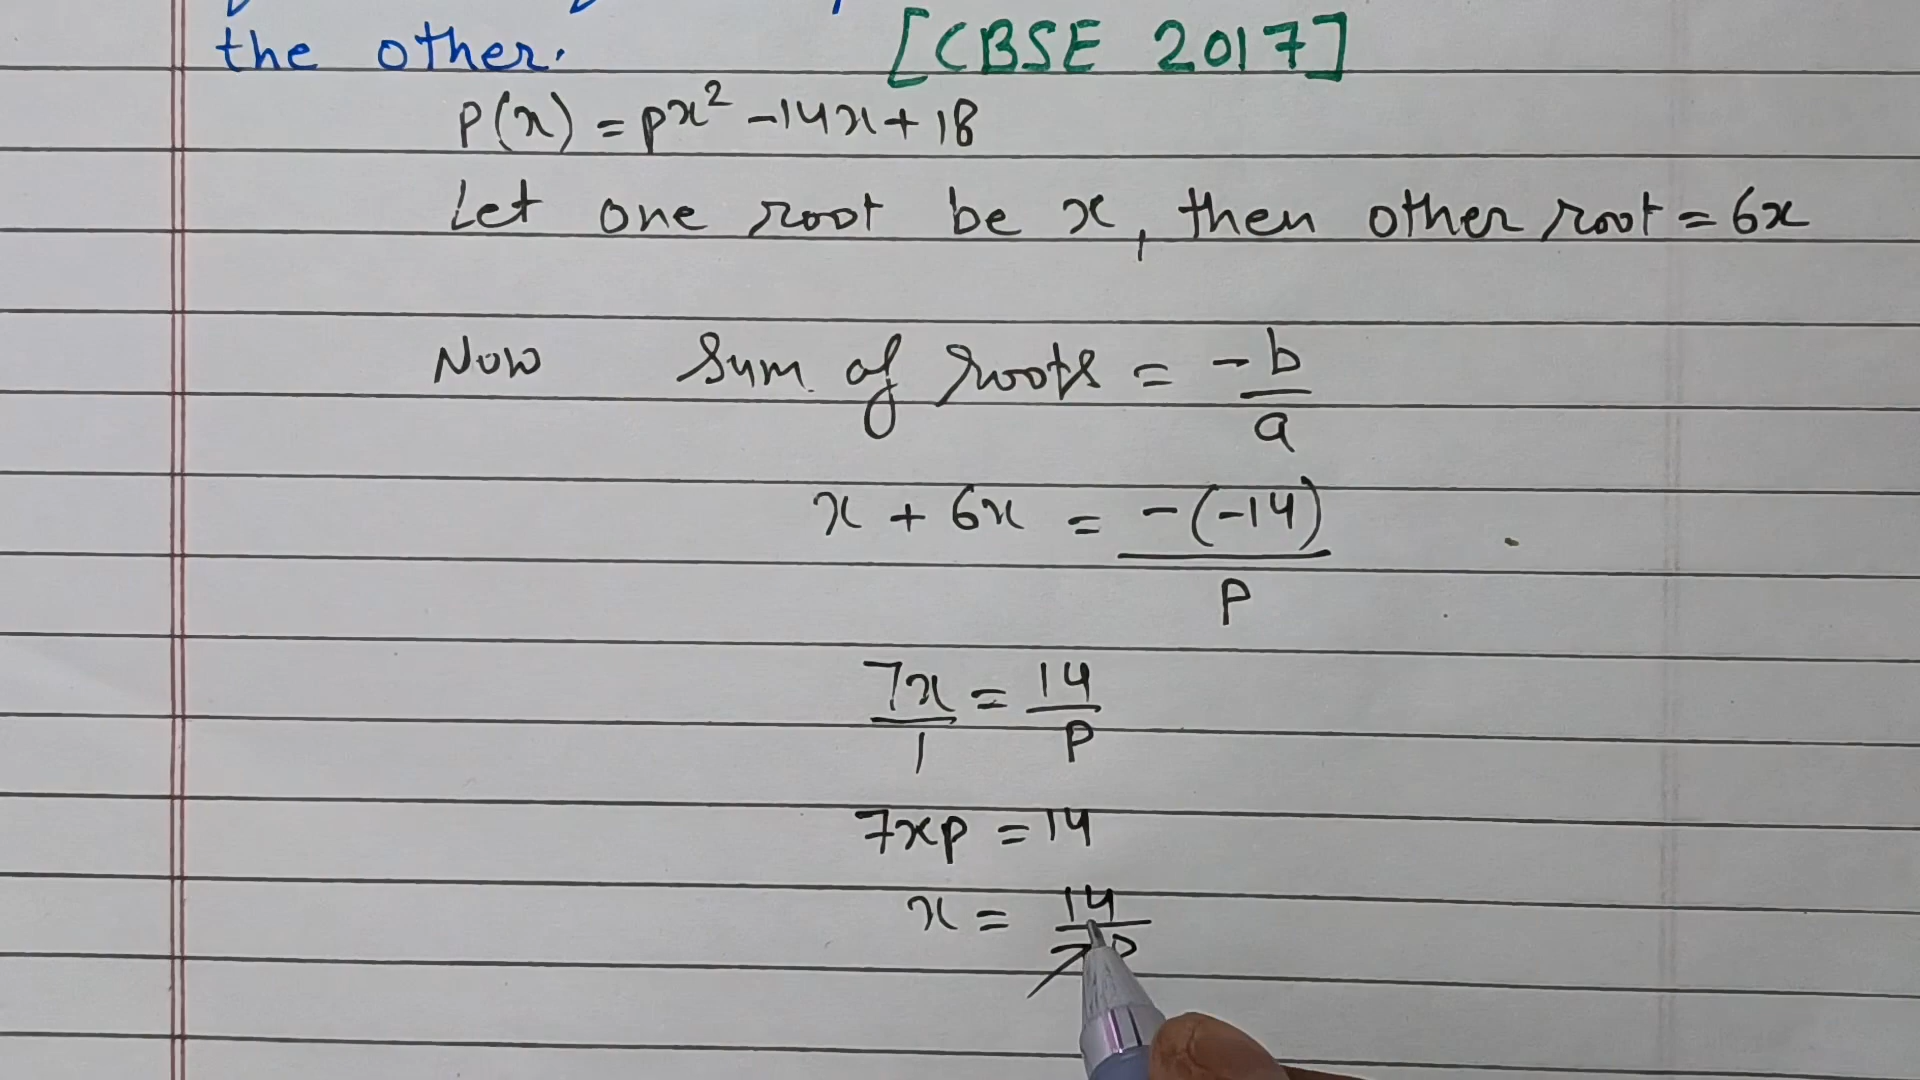 the other. [CBSE 2017]
P(x) = px² -14x + 18
Let one root be x, then other root = 6x
Now Sum of roots = -b/a
x + 6x = -(-14)/P
7x/1 = 14/P
7xp = 14
x = 14/7p